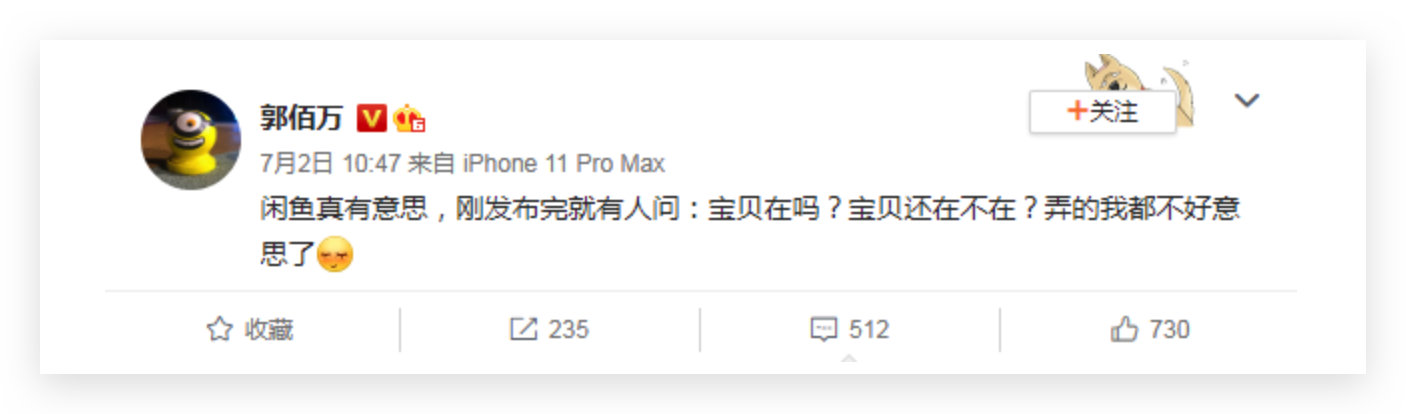 郭佰万
+关注
7月2日 10:47 来自 iPhone 11 Pro Max
闲鱼真有意思，刚发布完就有人问：宝贝在吗？宝贝还在不在？弄的我都不好意
思了
收藏 235 512 730